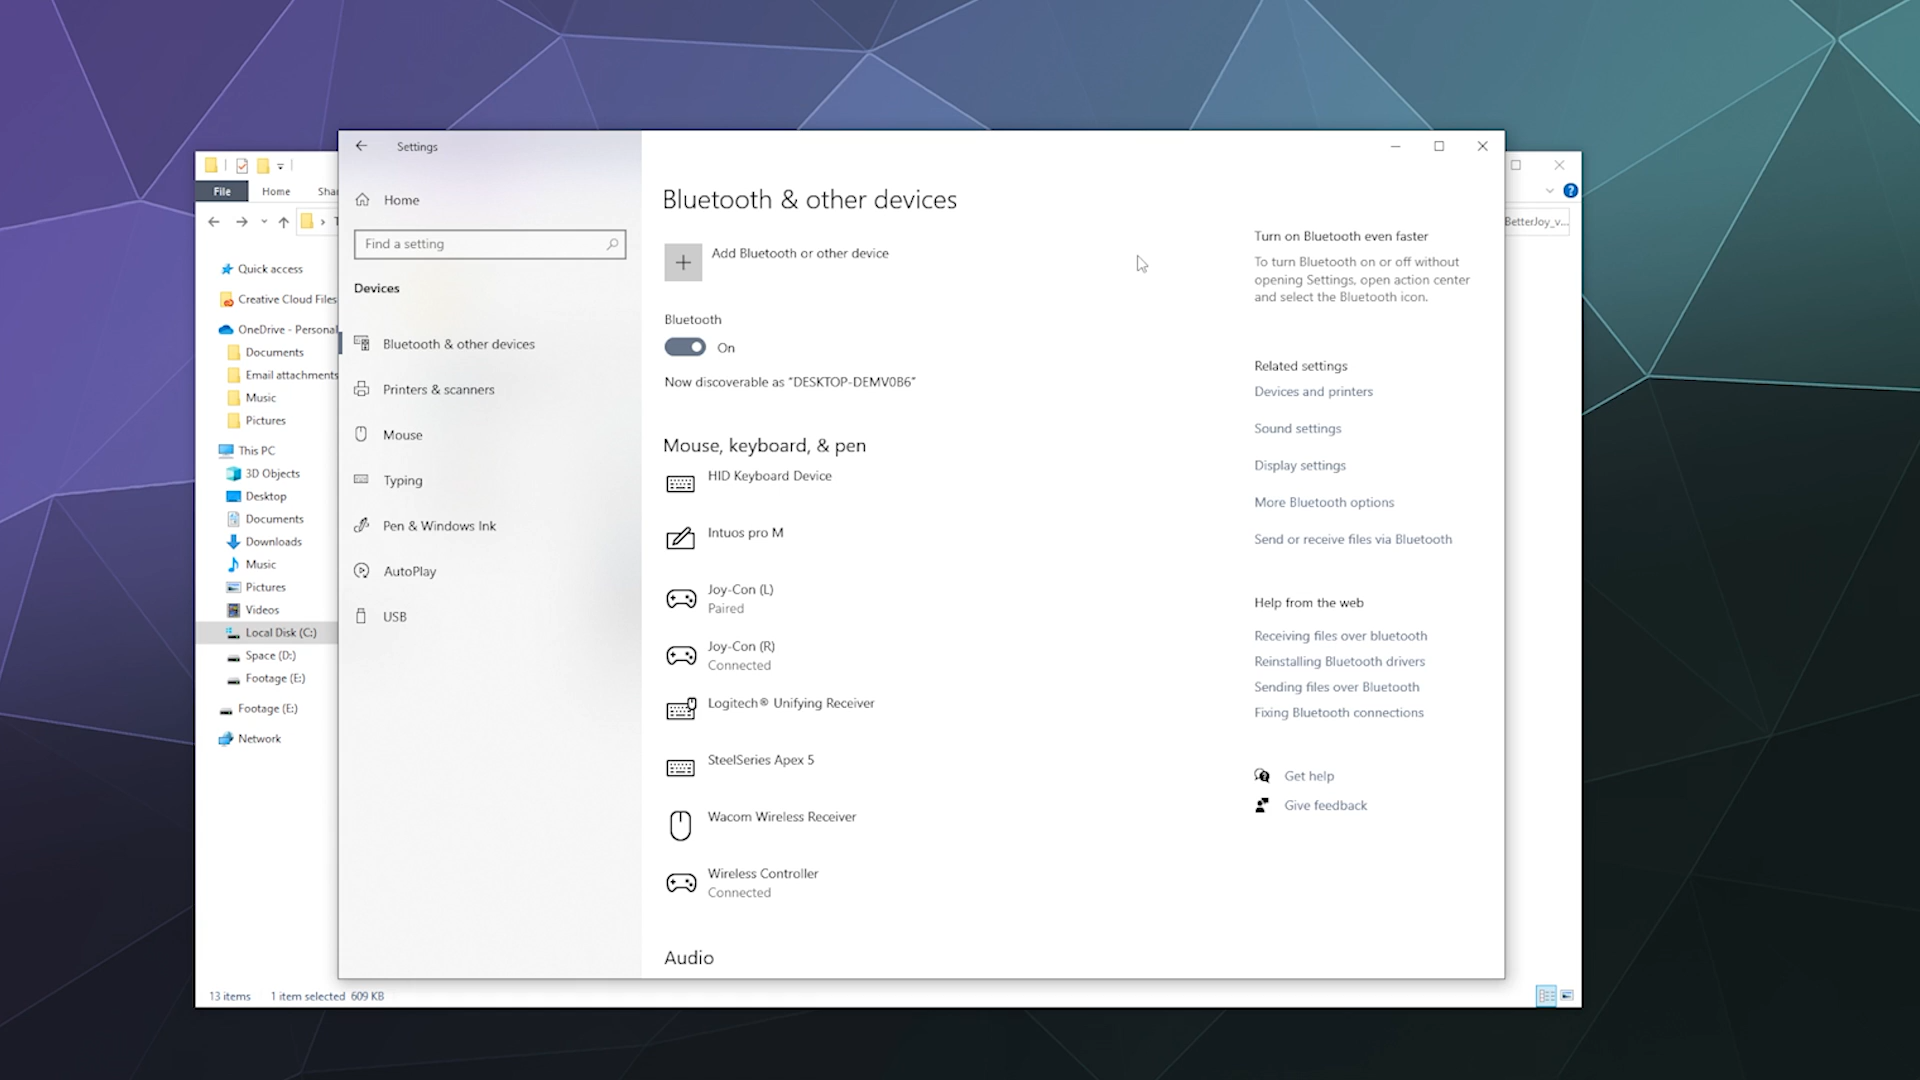 File
Home
Quick access
Creative Cloud Files
OneDrive - Personal
Documents
Email attachments
Music
Pictures
This PC
3D Objects
Desktop
Documents
Downloads
Music
Pictures
Videos
Local Disk (C:)
Space (D:)
Footage (E:)
Footage (E:)
Network
13 items
1 item selected 609 KB
BetterJoy_v...
Settings
Home
Find a setting
Devices
Bluetooth & other devices
Printers & scanners
Mouse
Typing
Pen & Windows Ink
AutoPlay
USB
Bluetooth & other devices
Add Bluetooth or other device
Bluetooth
On
Now discoverable as “DESKTOP-DEMV0B6”
Mouse, keyboard, & pen
HID Keyboard Device
Intuos pro M
Joy-Con (L)
Paired
Joy-Con (R)
Connected
Logitech® Unifying Receiver
SteelSeries Apex 5
Wacom Wireless Receiver
Wireless Controller
Connected
Audio
Turn on Bluetooth even faster
To turn Bluetooth on or off without
opening Settings, open action center
and select the Bluetooth icon.
Related settings
Devices and printers
Sound settings
Display settings
More Bluetooth options
Send or receive files via Bluetooth
Help from the web
Receiving files over bluetooth
Reinstalling Bluetooth drivers
Sending files over Bluetooth
Fixing Bluetooth connections
Get help
Give feedback